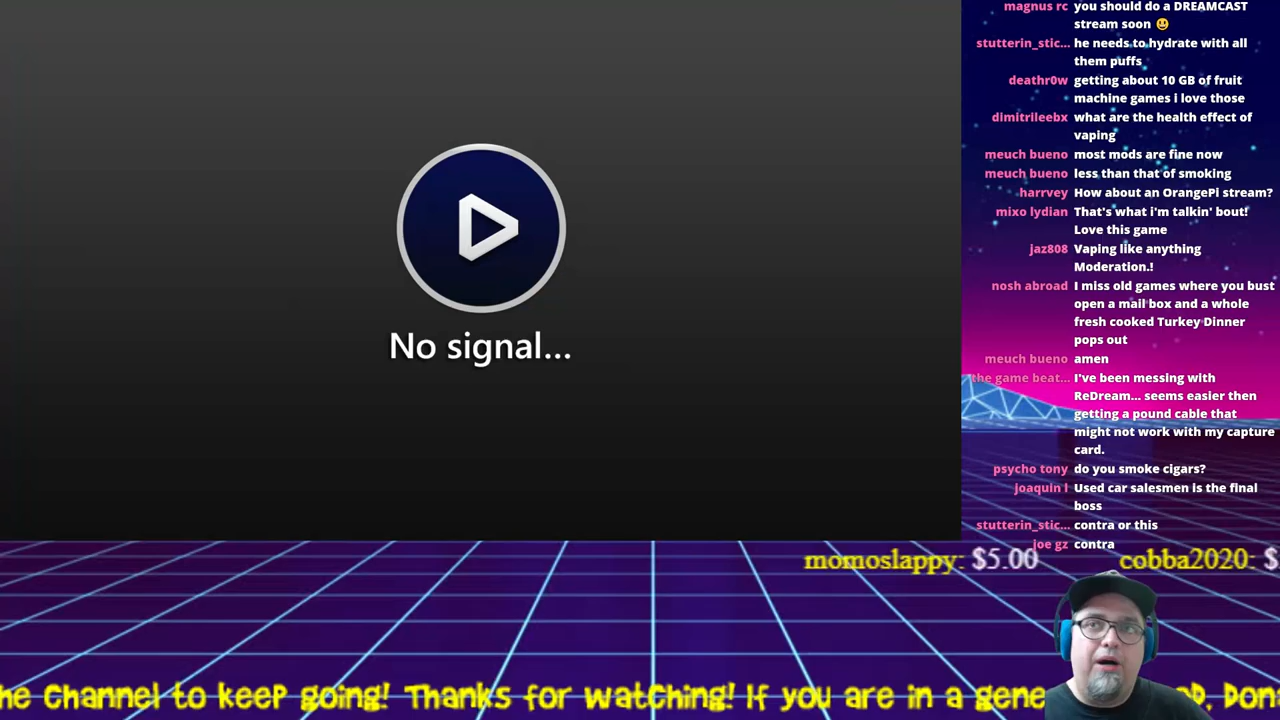 magnus rc you should do a DREAMCAST
stream soon 😃
stutterin_stic... he needs to hydrate with all
them puffs
deathr0w getting about 10 GB of fruit
machine games i love those
dimitrileebx what are the health effect of
vaping
meuch bueno most mods are fine now
meuch bueno less than that of smoking
harrvey How about an OrangePi stream?
mixo lydian That's what i'm talkin' bout!
Love this game
jaz808 Vaping like anything
Moderation.!
nosh abroad I miss old games where you bust
open a mail box and a whole
fresh cooked Turkey Dinner
pops out
meuch bueno amen
the game beat... I've been messing with
ReDream... seems easier then
getting a pound cable that
might not work with my capture
card.
psycho tony do you smoke cigars?
joaquin l Used car salesmen is the final
boss
stutterin_stic... contra or this
joe gz contra
No signal...
momoslappy: $5.00 cobba2020: $
he Channel to keep going! Thanks for watching! If you are in a gene